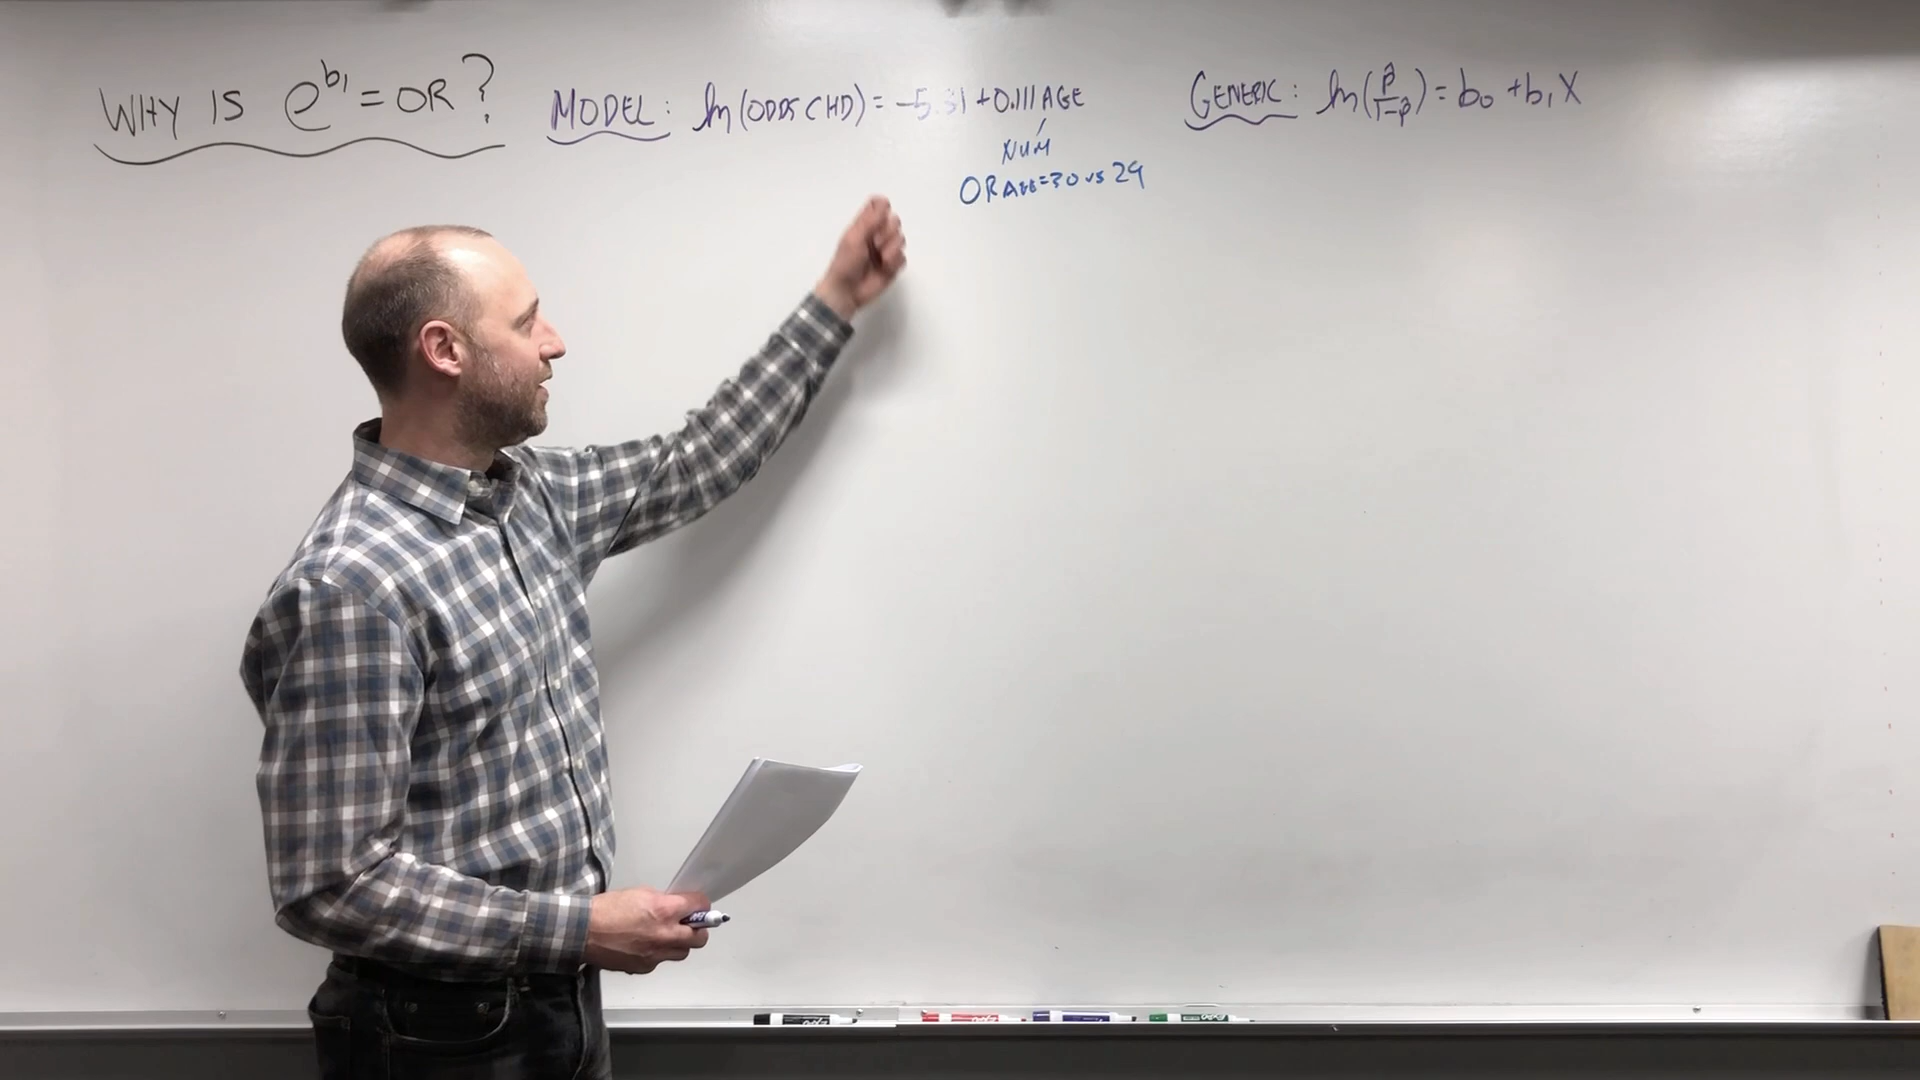 WHY IS e^b1 = OR?
MODEL: ln(ODDS CHD) = -5.31 + 0.111 AGE
NUM
OR AGE=30 vs 29
GENERIC: ln(p̂/1-p̂) = b0 + b1X
EXPO